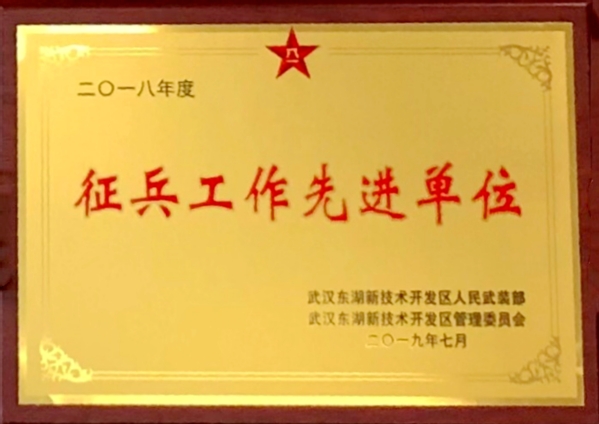 八一
二〇一八年度
征兵工作先进单位
武汉东湖新技术开发区人民武装部
武汉东湖新技术开发区管理委员会
二〇一九年七月